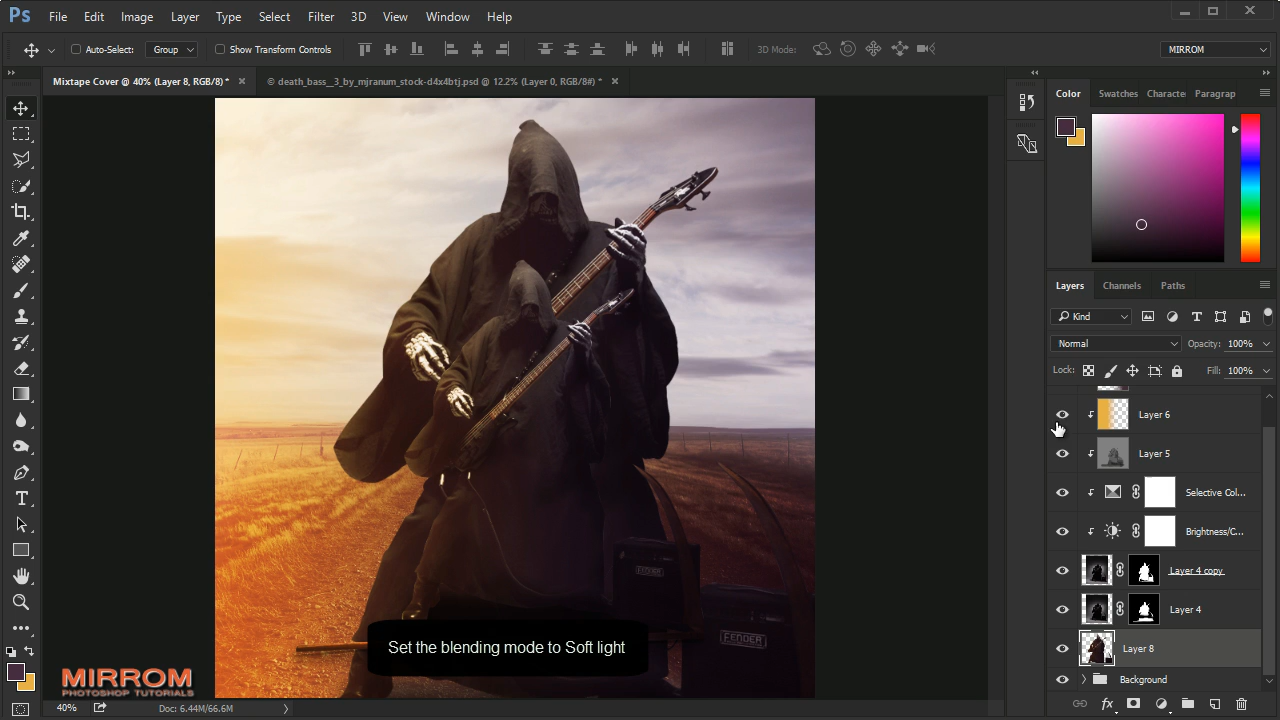 Ps File Edit Image Layer Type Select Filter 3D View Window Help
Auto-Select: Group Show Transform Controls 3D Mode: MIRROM
Mixtape Cover @ 40% (Layer 8, RGB/8) * × © death_bass__3_by_mjranum_stock-d4x4btj.psd @ 12.2% (Layer 0, RGB/8#) * ×
Color Swatches Characte Paragrap
Layers Channels Paths
Kind
Normal Opacity: 100%
Lock: Fill: 100%
Layer 6
Layer 5
Selective Col...
Brightness/C...
Layer 4 copy
Layer 4
Layer 8
Background
FENDER
FENDER
Set the blending mode to Soft light
MIRROM
PHOTOSHOP TUTORIALS
40% Doc: 6.44M/66.6M
fx